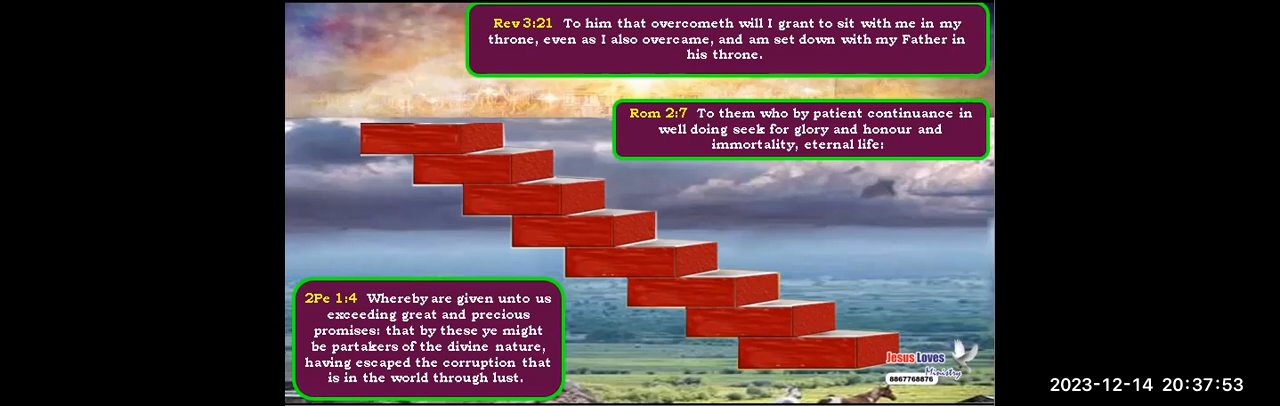 Rev 3:21 To him that overcometh will I grant to sit with me in my
throne, even as I also overcame, and am set down with my Father in
his throne.
Rom 2:7 To them who by patient continuance in
well doing seek for glory and honour and
immortality, eternal life:
2Pe 1:4 Whereby are given unto us
exceeding great and precious
promises: that by these ye might
be partakers of the divine nature,
having escaped the corruption that
is in the world through lust.
Jesus Loves
Ministry
8867768876
2023-12-14 20:37:53